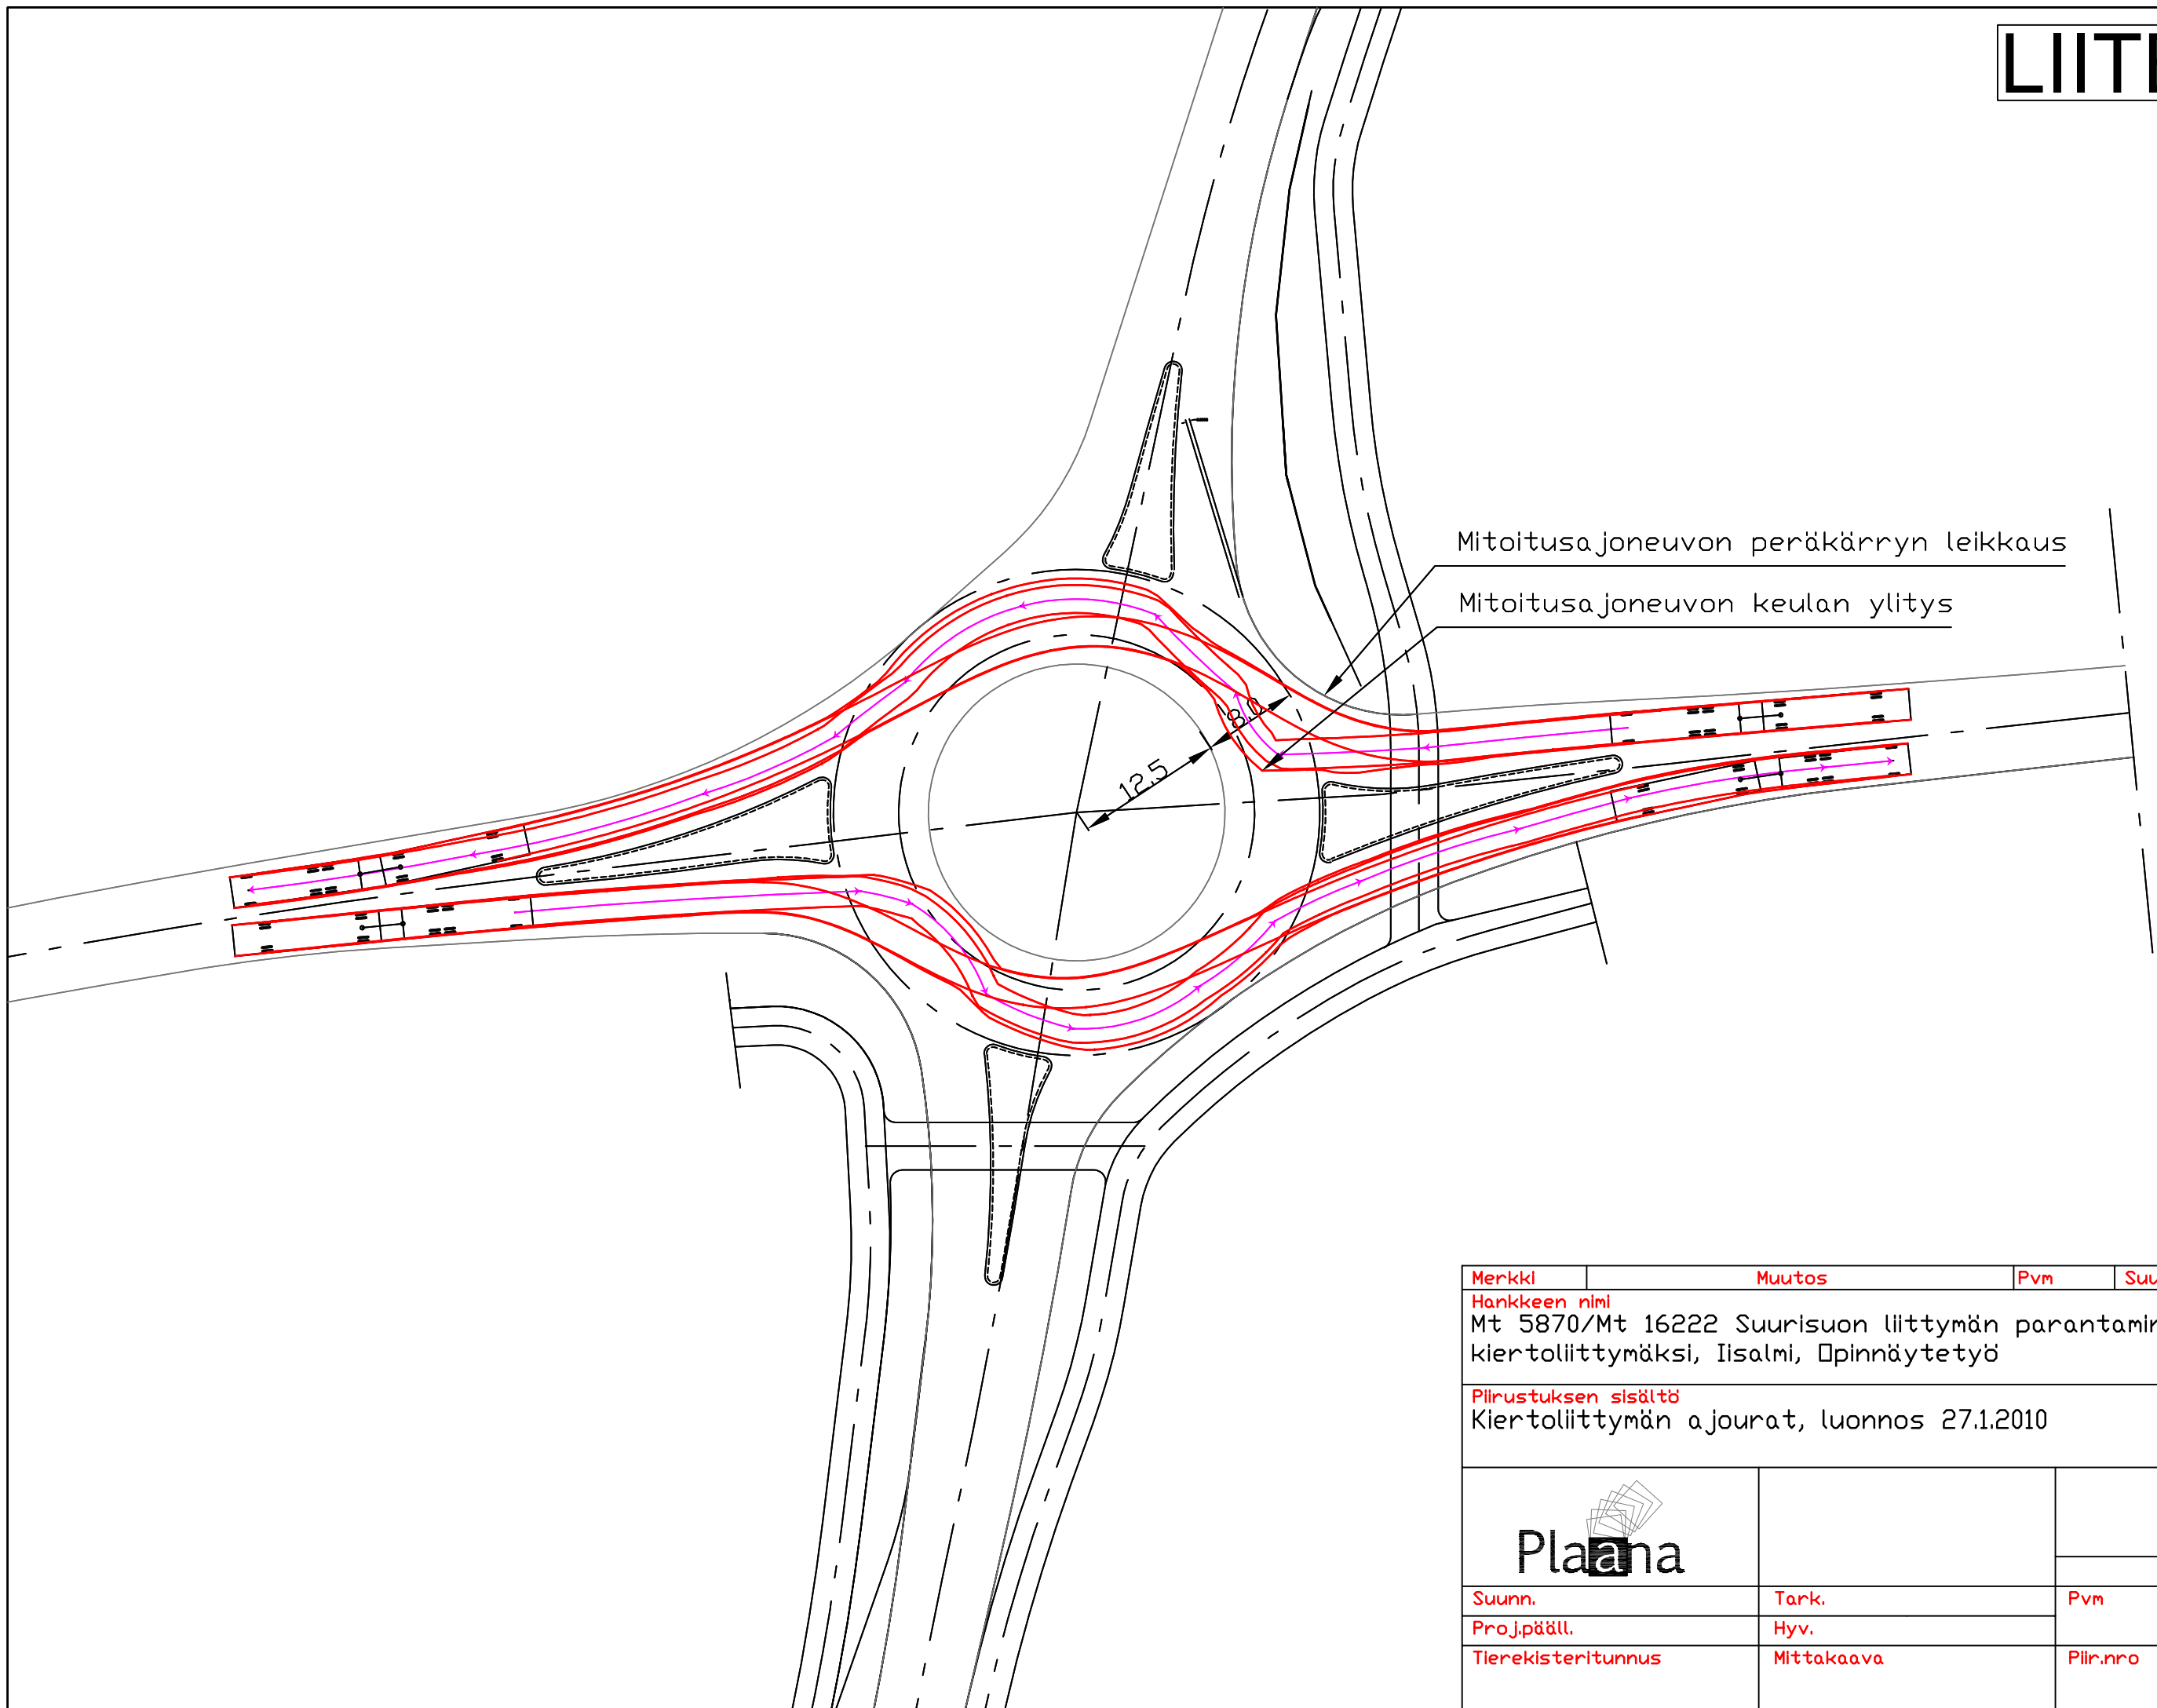 Mitoitusajoneuvon peräkärryn leikkaus
Mitoitusajoneuvon keulan ylitys
8.0
12.5
Merkki Muutos Pvm
Hankkeen nimi
Mt 5870/Mt 16222 Suurisuon liittymän
kiertoliittymäksi, Iisalmi, Opinnäytetyö
Piirustuksen sisältö
Kiertoliittymän ajourat, luonnos 27.1.2010
Plaana
Suunn. Tark. Pvm
Proj.pääll. Hyv.
Tierekisteritunnus Mittakaava Piir.nro